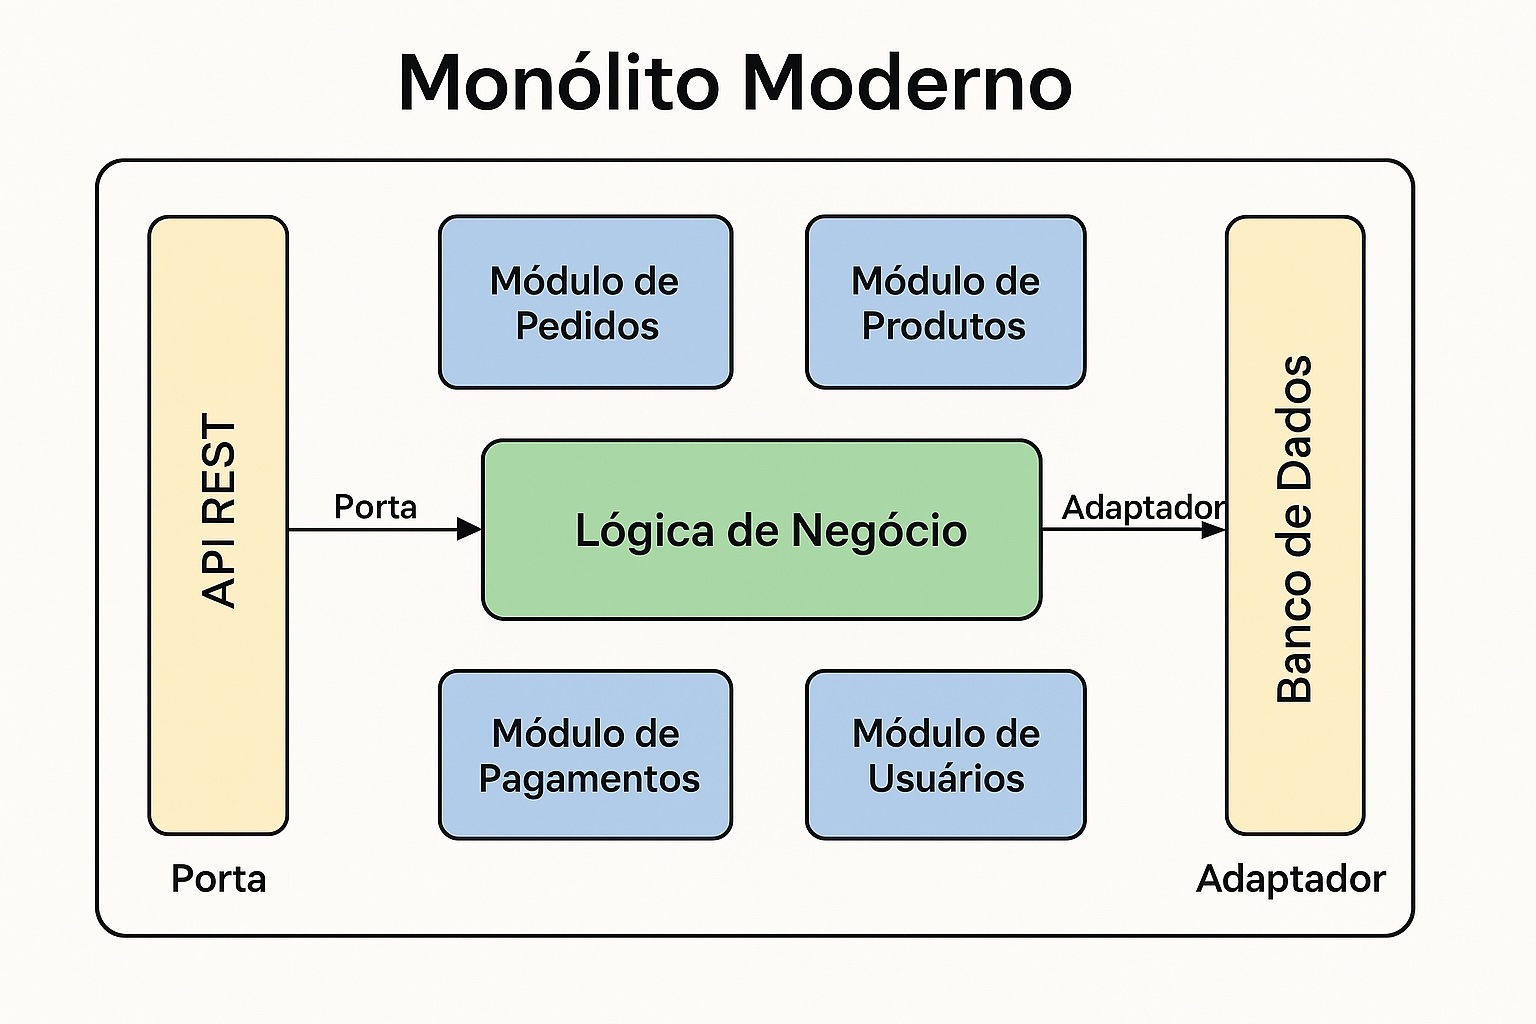 Monólito Moderno
API REST
Módulo de
Pedidos
Módulo de
Produtos
Porta
Lógica de Negócio
Adaptador
Banco de Dados
Módulo de
Pagamentos
Módulo de
Usuários
Porta
Adaptador